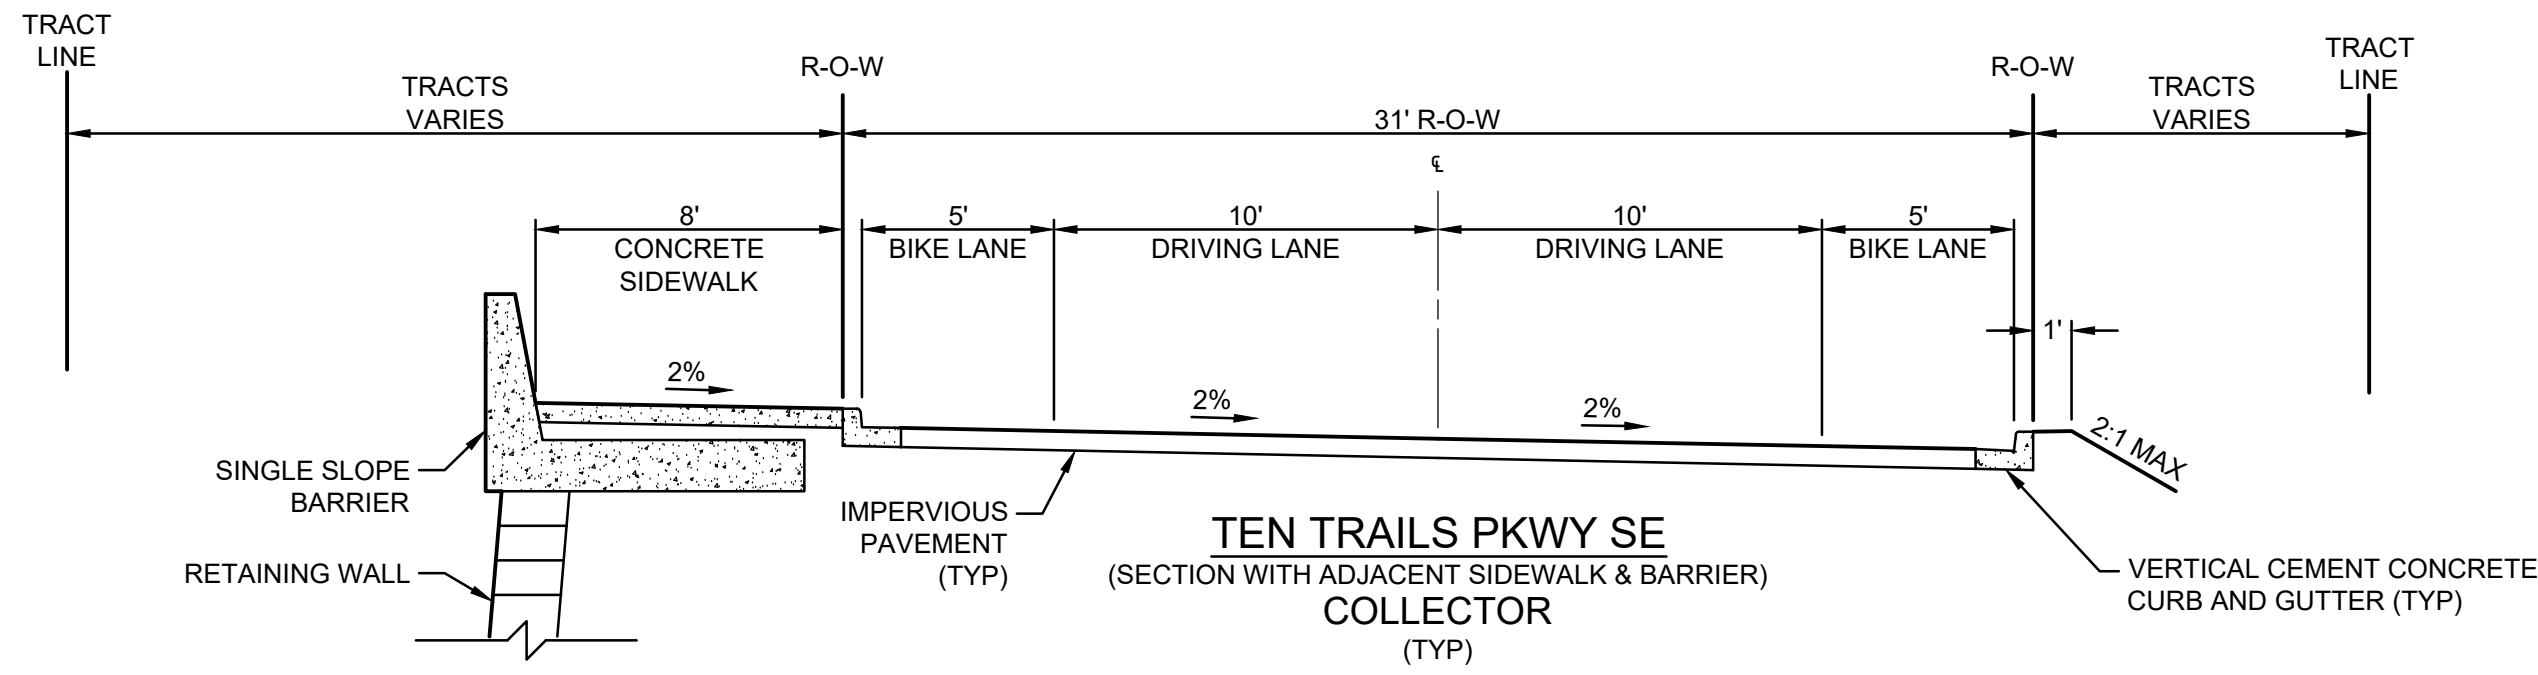 TRACT
LINE
TRACTS
VARIES
R-O-W
31' R-O-W
℄
R-O-W
TRACTS
VARIES
TRACT
LINE
8'
CONCRETE
SIDEWALK
5'
BIKE LANE
10'
DRIVING LANE
10'
DRIVING LANE
5'
BIKE LANE
1'
2%
2%
2%
2:1 MAX
SINGLE SLOPE
BARRIER
RETAINING WALL
IMPERVIOUS
PAVEMENT
(TYP)
TEN TRAILS PKWY SE
(SECTION WITH ADJACENT SIDEWALK & BARRIER)
COLLECTOR
(TYP)
VERTICAL CEMENT CONCRETE
CURB AND GUTTER (TYP)